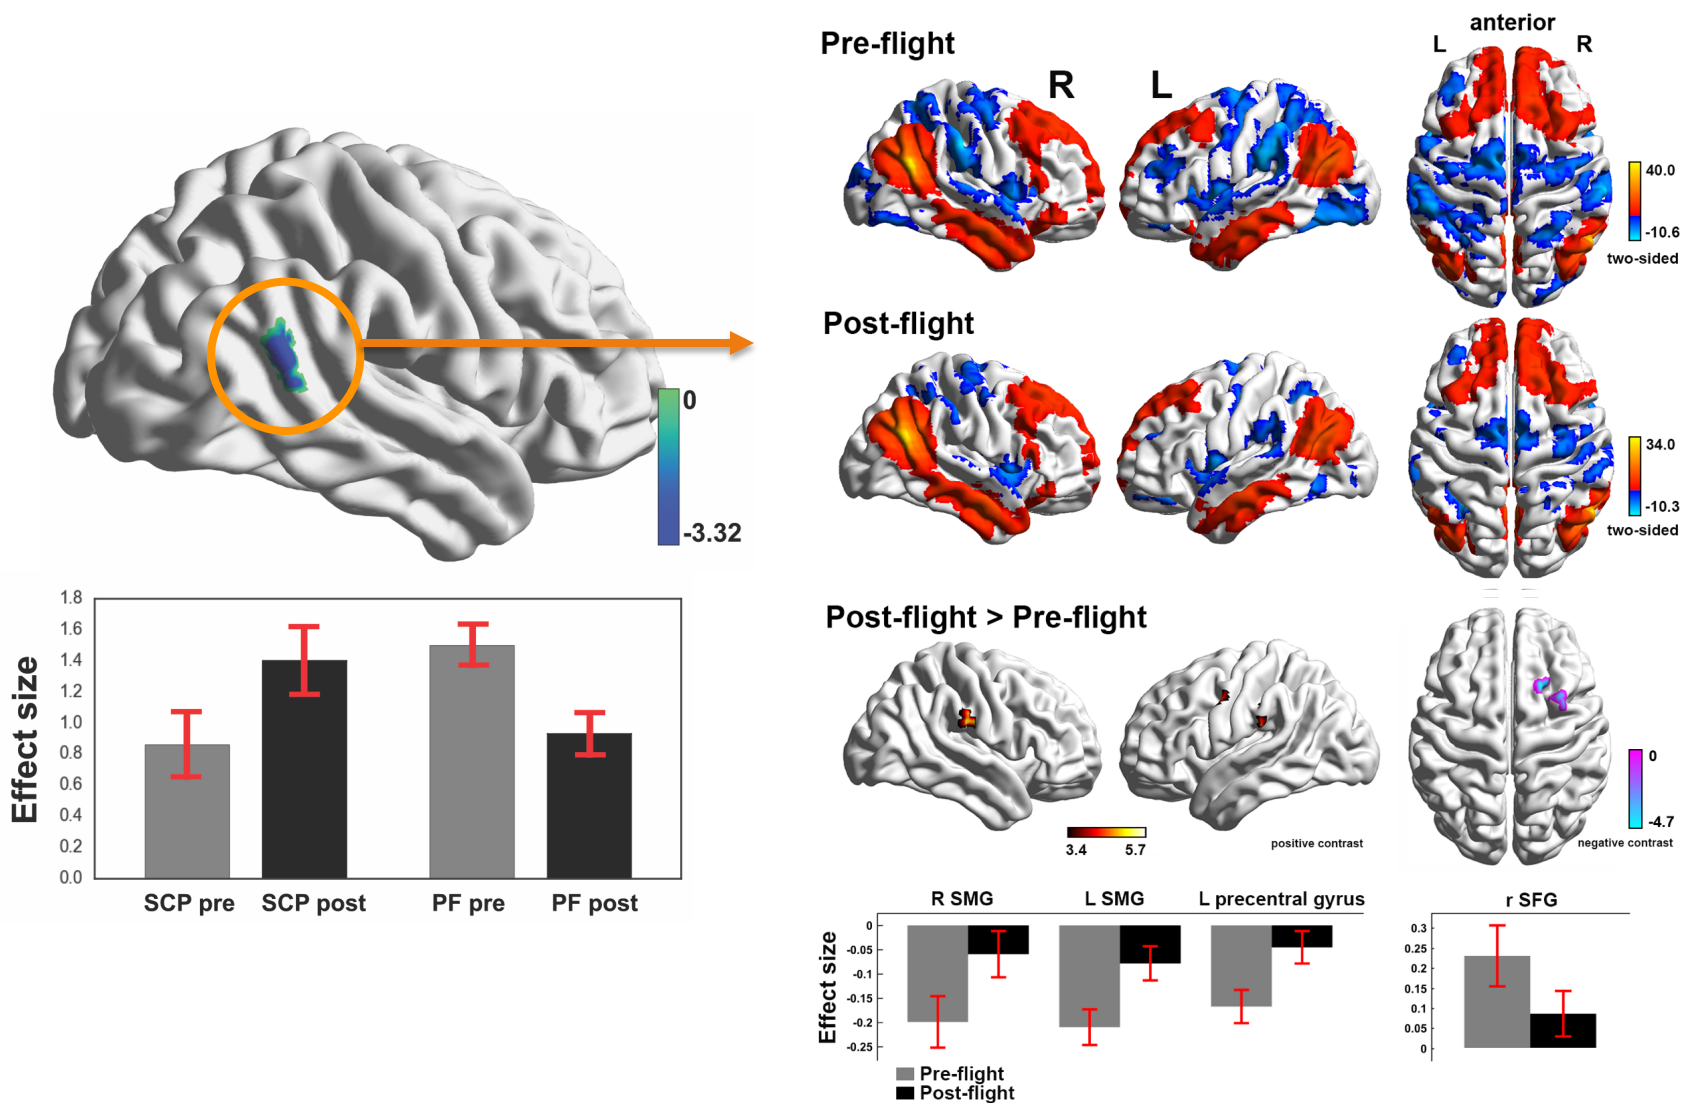 0
-3.32
Effect size
1.8
1.6
1.4
1.2
1.0
0.8
0.6
0.4
0.2
0.0
SCP pre SCP post PF pre PF post
Pre-flight
R L
anterior
L R
40.0
-10.6
two-sided
Post-flight
34.0
-10.3
two-sided
Post-flight > Pre-flight
3.4 5.7
positive contrast
0
-4.7
negative contrast
R SMG L SMG L precentral gyrus
Effect size
0
-0.05
-0.1
-0.15
-0.2
-0.25
Pre-flight
Post-flight
r SFG
0.3
0.25
0.2
0.15
0.1
0.05
0